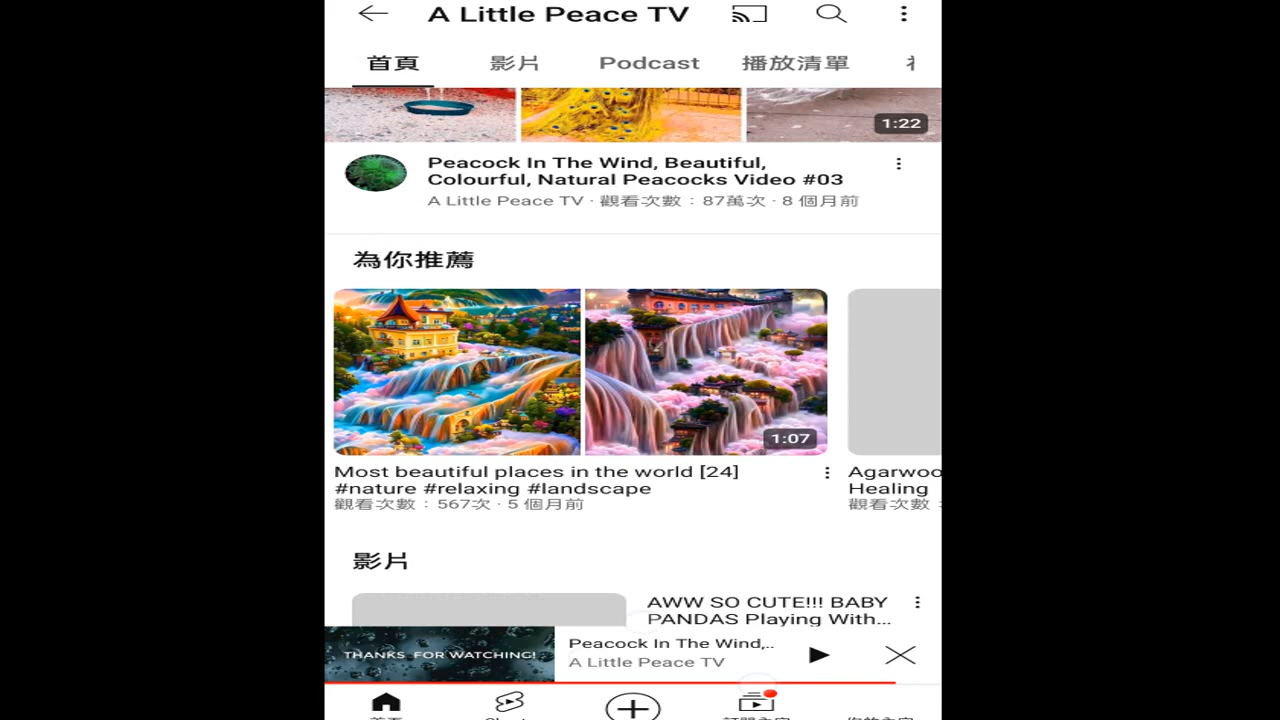 A Little Peace TV
首頁 影片 Podcast 播放清單
1:22
Peacock In The Wind, Beautiful,
Colourful, Natural Peacocks Video #03
A Little Peace TV · 觀看次數：87萬次 · 8 個月前
為你推薦
1:07
Most beautiful places in the world [24]
#nature #relaxing #landscape
觀看次數：567次 · 5 個月前
Agarwoo
Healing
觀看次數：
影片
AWW SO CUTE!!! BABY
PANDAS Playing With...
THANKS FOR WATCHING!
Peacock In The Wind,..
A Little Peace TV